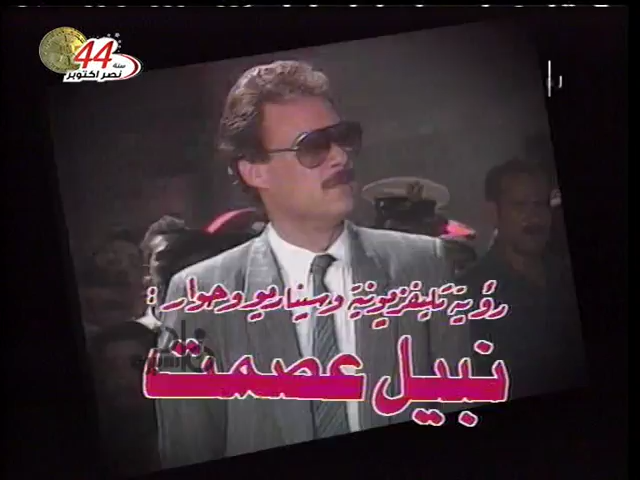 44
سنة
نصر اكتوبر
رؤية تليفزيونية وسيناريو وحوار :
نبيل عصمت